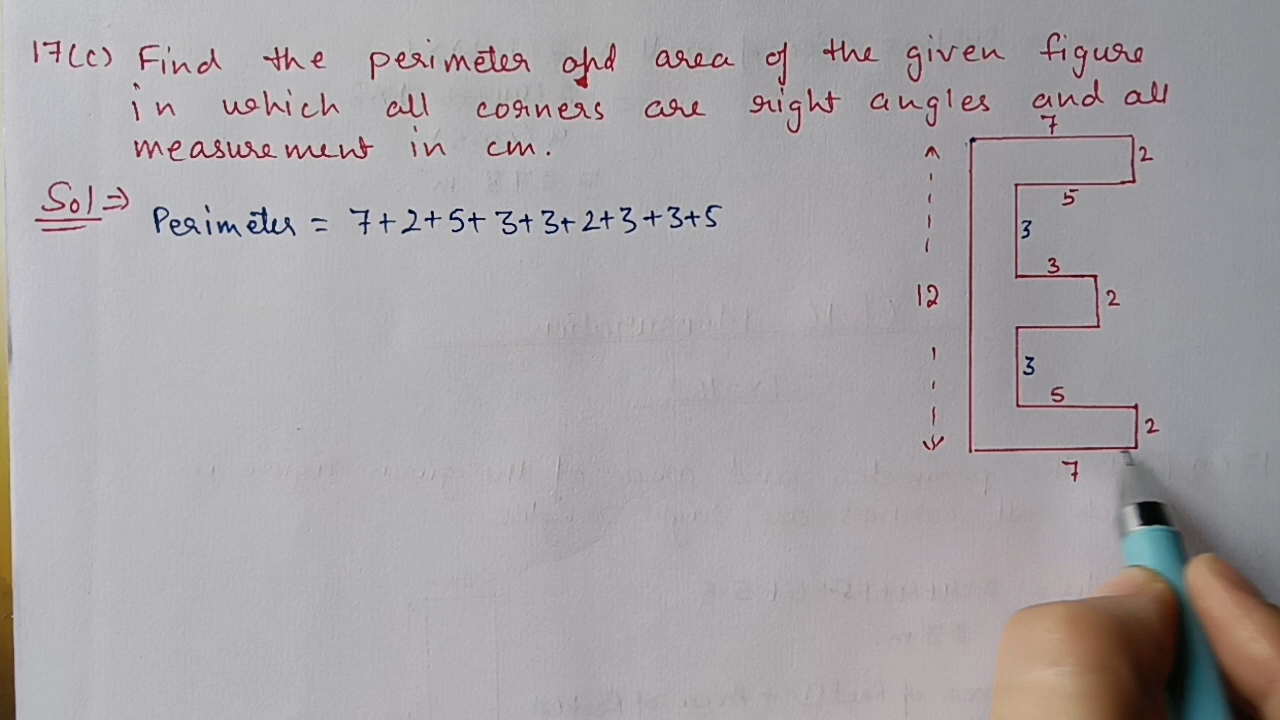 17(c) Find the perimeter and area of the given figure
in which all corners are right angles and all
measurement in cm.
Sol ⇒
Perimeter = 7+2+5+3+3+2+3+3+5
7
2
5
3
3
12
2
3
5
2
7